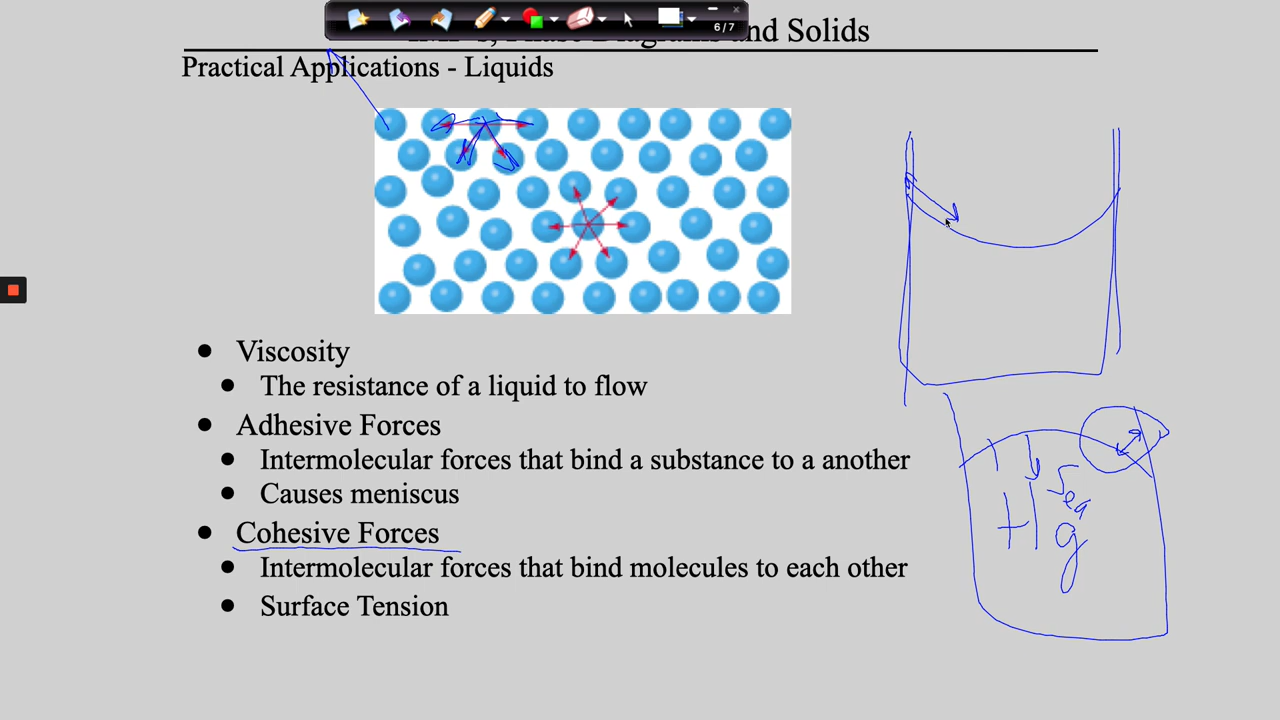 6/7
and Solids
Practical Applications - Liquids
Viscosity
The resistance of a liquid to flow
Adhesive Forces
Intermolecular forces that bind a substance to a another
Causes meniscus
Cohesive Forces
Intermolecular forces that bind molecules to each other
Surface Tension
Hg